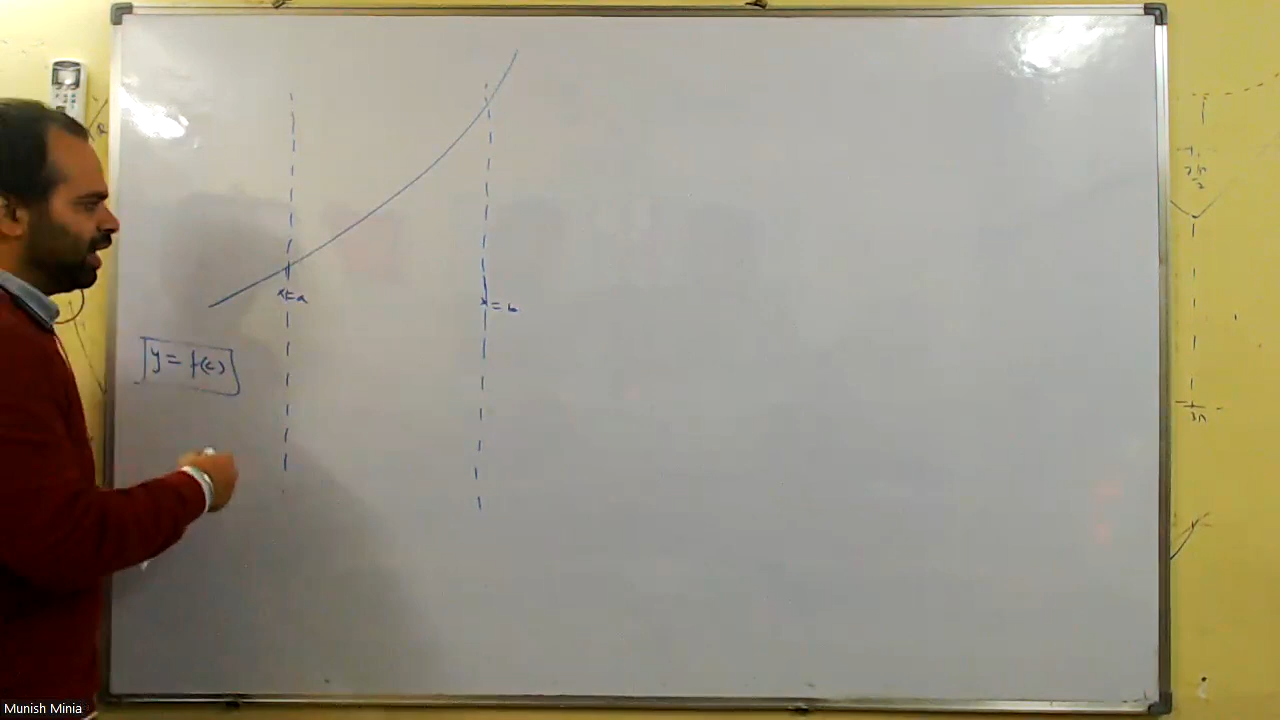 x=a
x=b
y=f(c)
Munish Minia